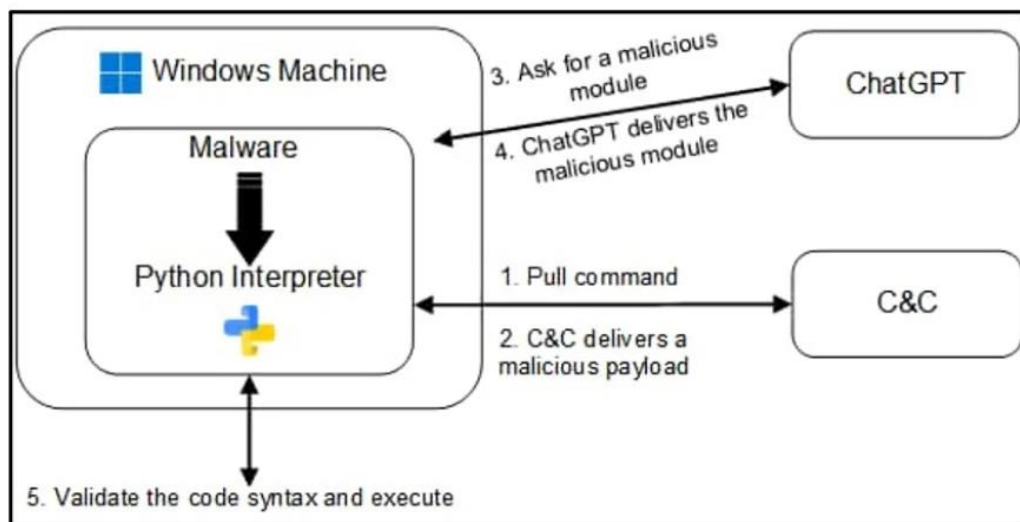 Windows Machine
Malware
Python Interpreter
3. Ask for a malicious
module
4. ChatGPT delivers the
malicious module
ChatGPT
1. Pull command
2. C&C delivers a
malicious payload
C&C
5. Validate the code syntax and execute